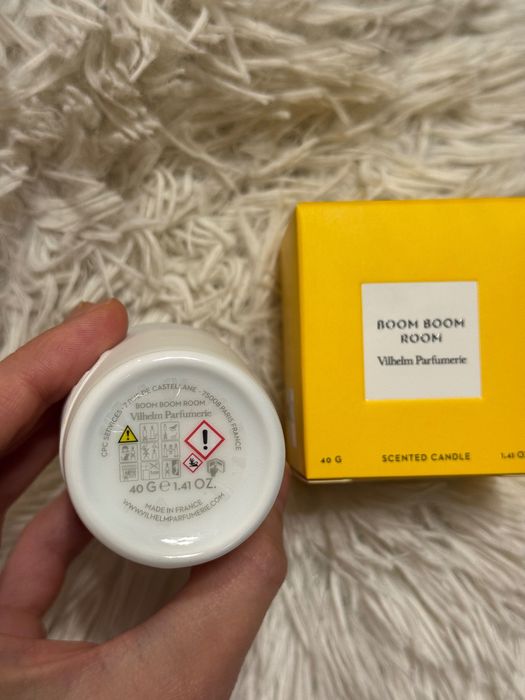 CPC SERVICES · 7 RUE DE CASTELLANE · 75008 PARIS FRANCE
BOOM BOOM ROOM
Vilhelm Parfumerie
40 G e 1.41 OZ.
MADE IN FRANCE
WWW.VILHELMPARFUMERIE.COM
BOOM BOOM
ROOM
Vilhelm Parfumerie
40 G SCENTED CANDLE 1.41